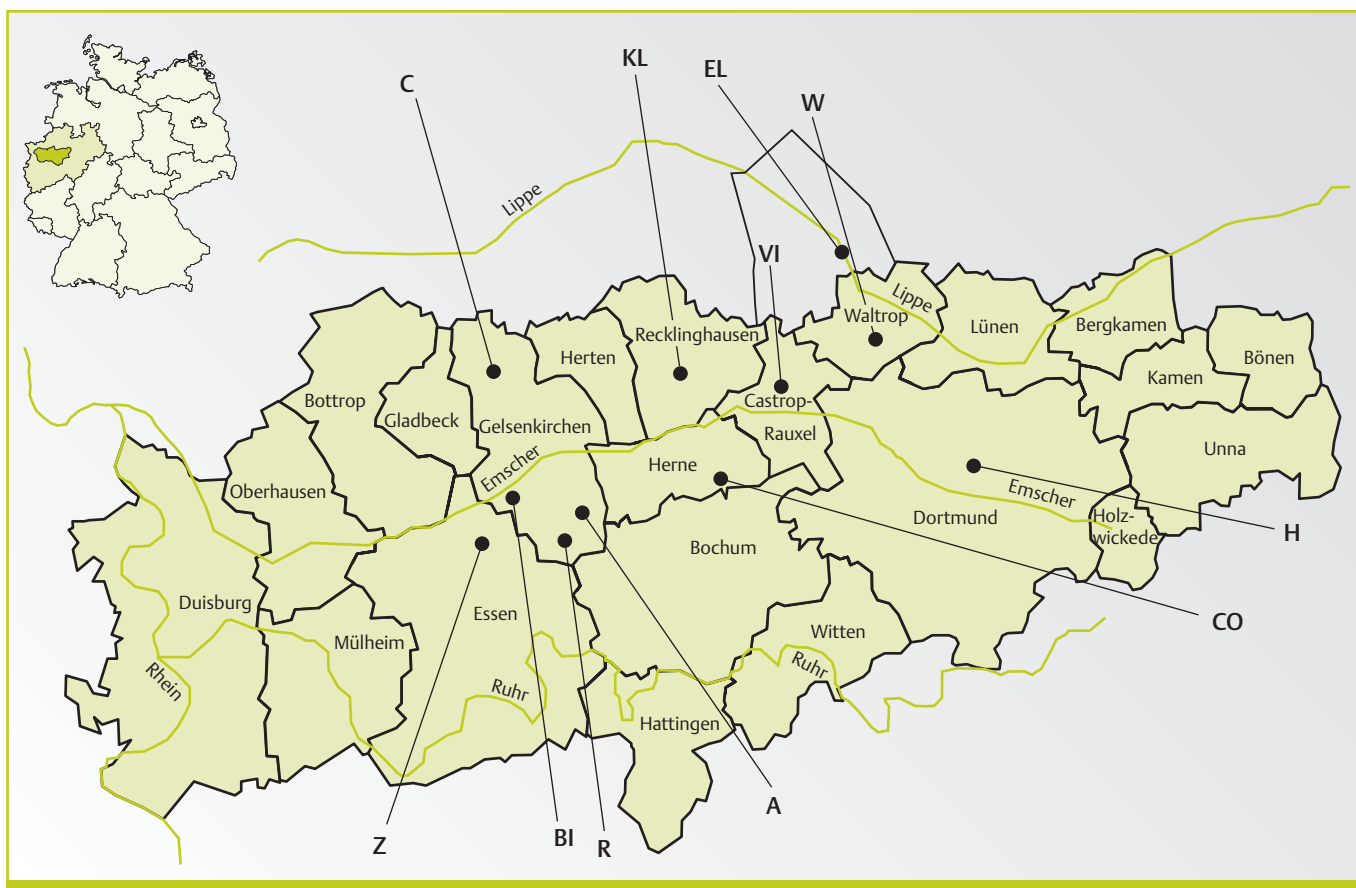 KL
EL
C
W
Lippe
VI
Lippe
Waltrop
Lünen
Bergkamen
Recklinghausen
Herten
Bönen
Kamen
Bottrop
Castrop-
Rauxel
Gladbeck
Gelsenkirchen
Unna
Herne
Emscher
Oberhausen
Emscher
Dortmund
Holz-
wickede
H
Bochum
Duisburg
Essen
CO
Witten
Mülheim
Ruhr
Rhein
Ruhr
Hattingen
A
Z
BI
R